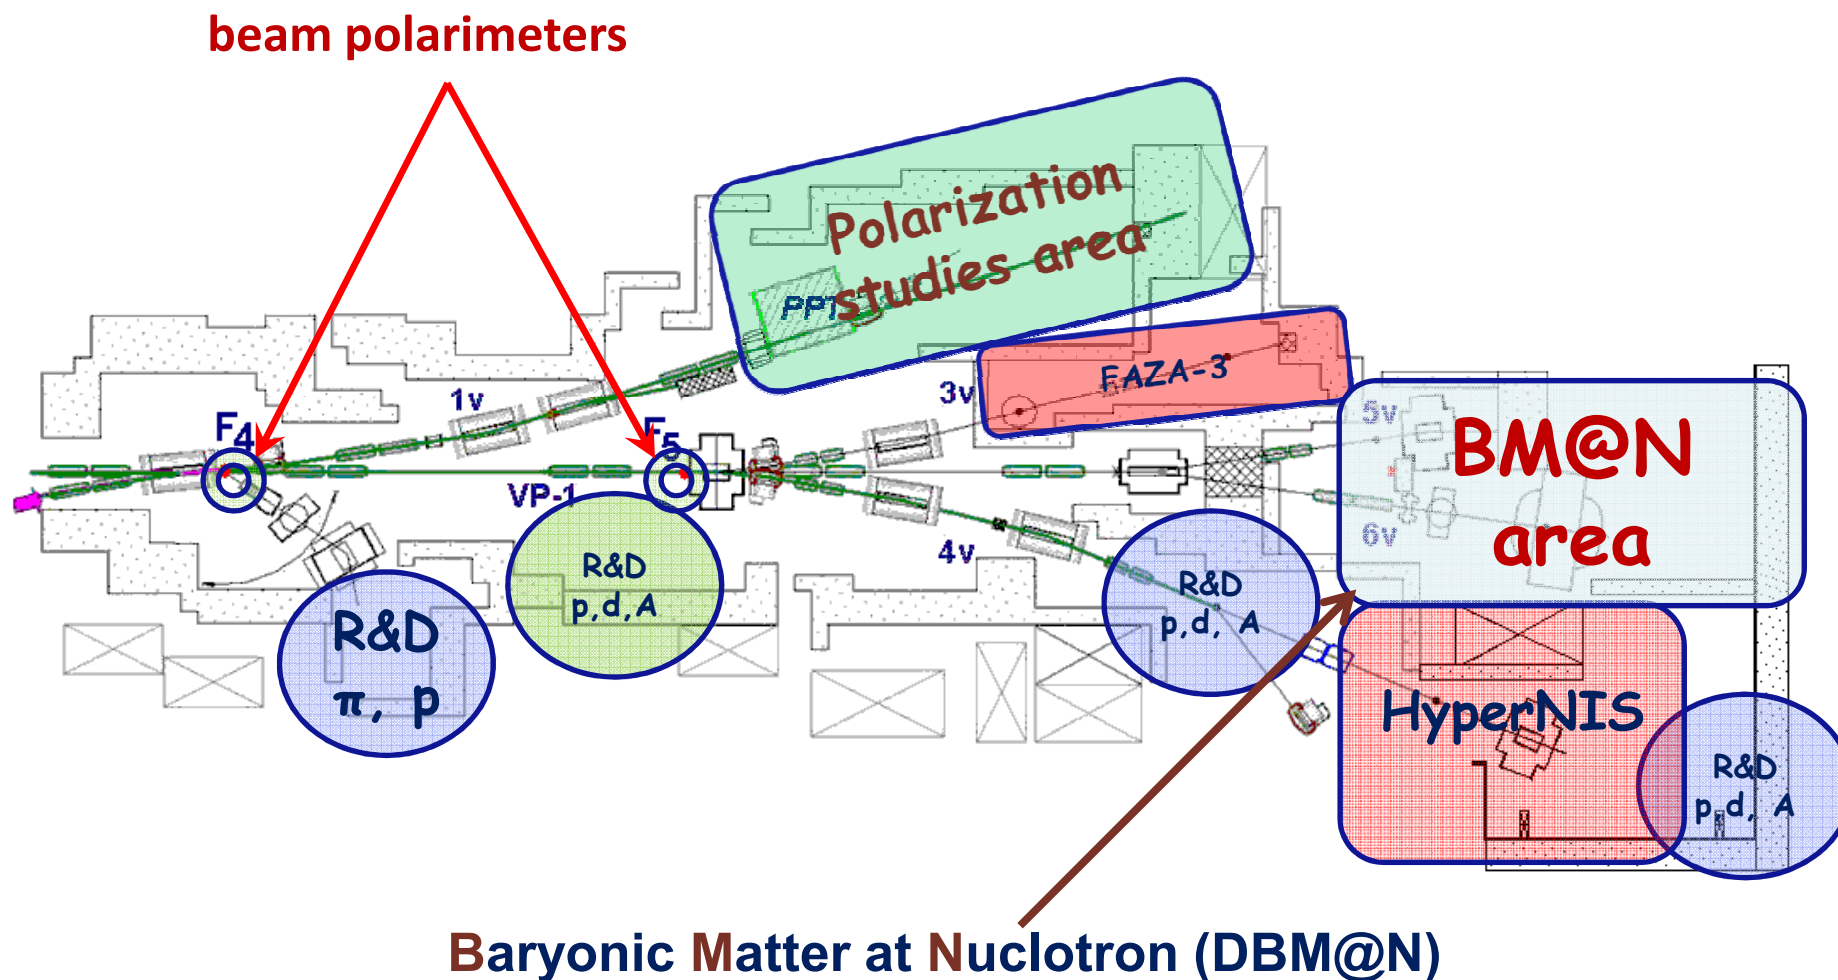 beam polarimeters
Polarization
studies area
PPT
FAZA-3
3v
1v
5v
F4
F5
BM@N
area
VP-1
6v
4v
R&D
p,d,A
R&D
p,d, A
R&D
π, p
HyperNIS
R&D
p,d, A
Baryonic Matter at Nuclotron (DBM@N)